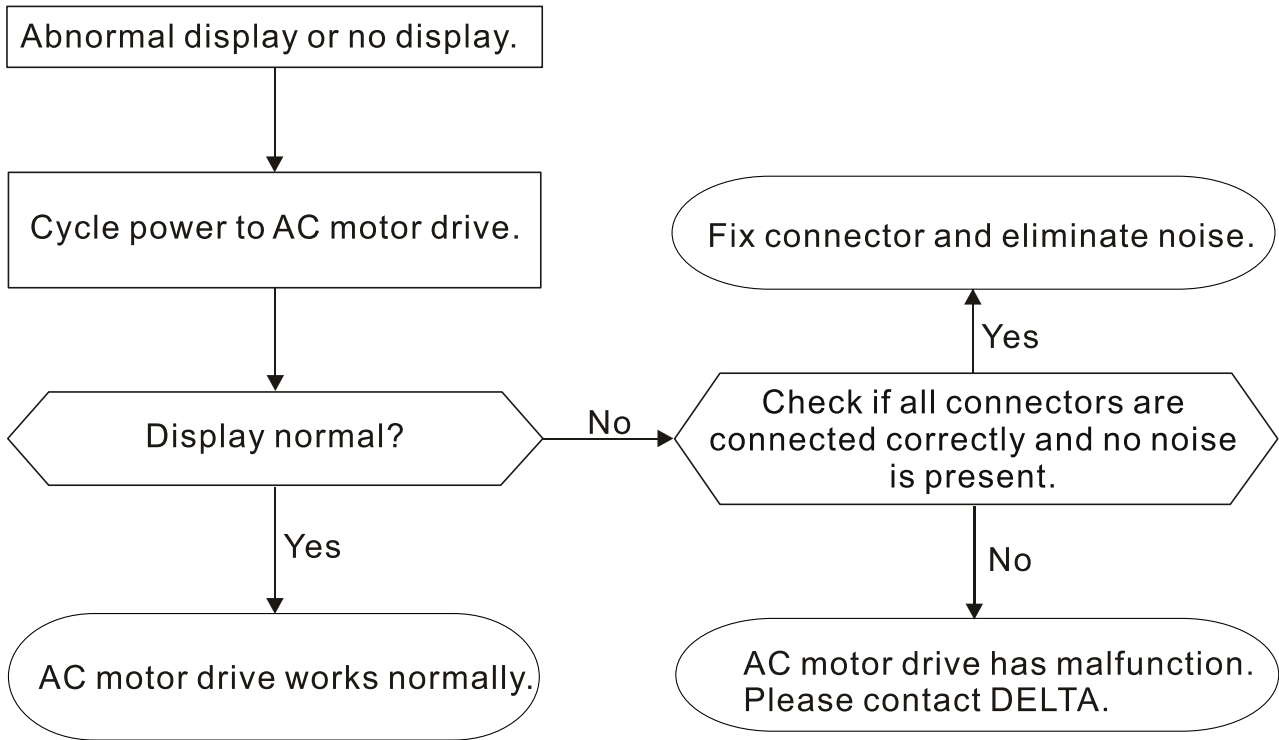 Abnormal display or no display.
Cycle power to AC motor drive.
Display normal?
No
Yes
AC motor drive works normally.
Fix connector and eliminate noise.
Yes
Check if all connectors are
connected correctly and no noise
is present.
No
AC motor drive has malfunction.
Please contact DELTA.